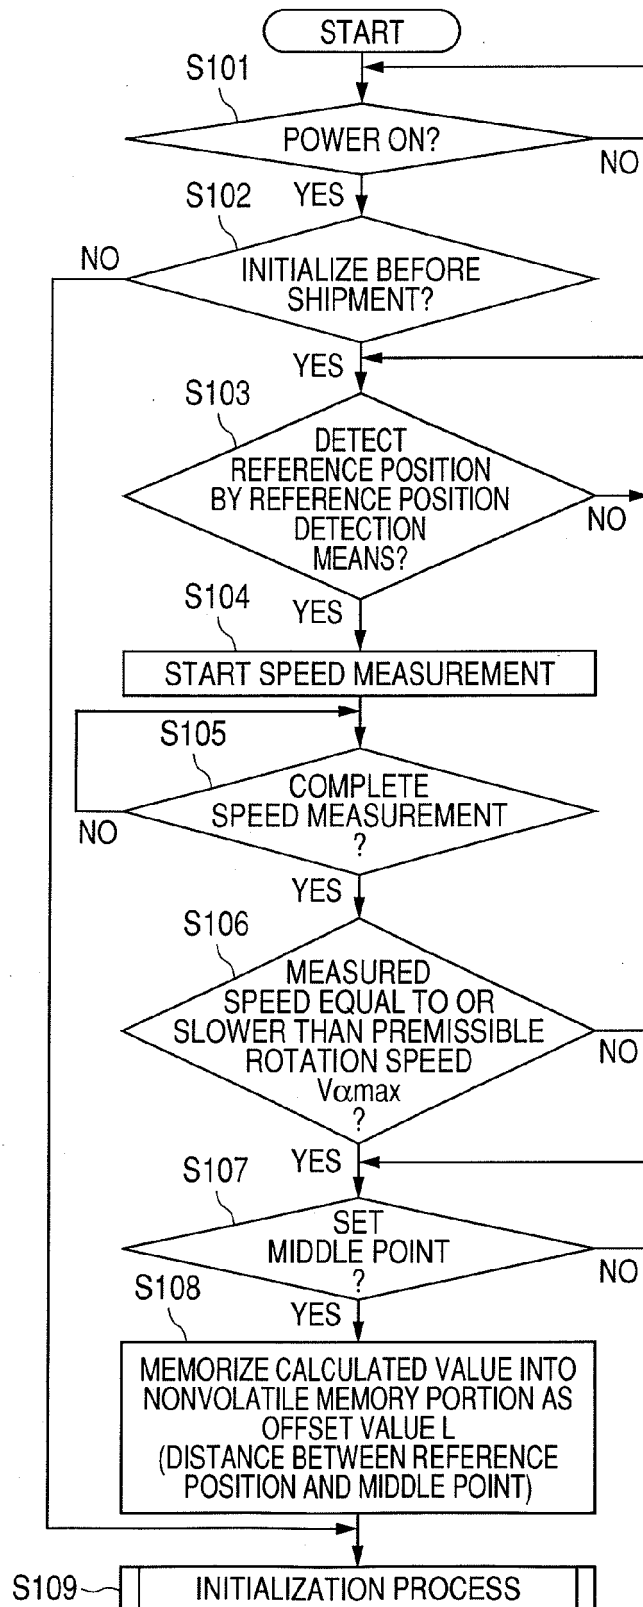 START
S101
POWER ON?
NO
YES
S102
NO
INITIALIZE BEFORE
SHIPMENT?
YES
S103
DETECT
REFERENCE POSITION
BY REFERENCE POSITION
DETECTION
MEANS?
NO
YES
S104
START SPEED MEASUREMENT
S105
COMPLETE
SPEED MEASUREMENT
?
NO
YES
S106
MEASURED
SPEED EQUAL TO OR
SLOWER THAN PREMISSIBLE
ROTATION SPEED
Vαmax
?
NO
YES
S107
SET
MIDDLE POINT
?
NO
YES
S108
MEMORIZE CALCULATED VALUE INTO
NONVOLATILE MEMORY PORTION AS
OFFSET VALUE L
(DISTANCE BETWEEN REFERENCE
POSITION AND MIDDLE POINT)
S109
INITIALIZATION PROCESS